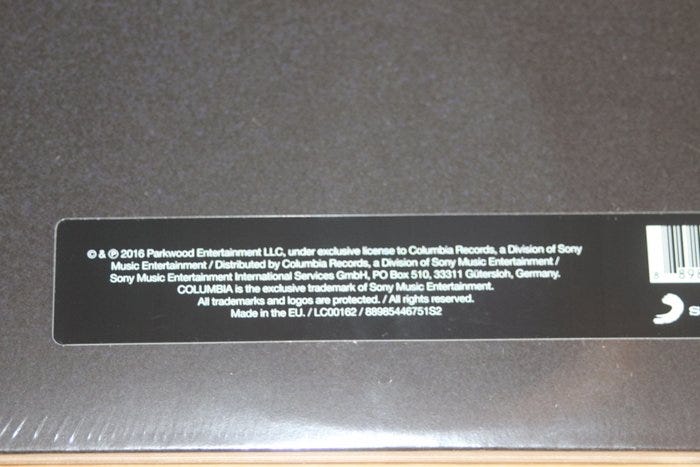 © & ℗ 2016 Parkwood Entertainment LLC, under exclusive license to Columbia Records, a Division of Sony
Music Entertainment / Distributed by Columbia Records, a Division of Sony Music Entertainment /
Sony Music Entertainment International Services GmbH, PO Box 510, 33311 Gütersloh, Germany.
COLUMBIA is the exclusive trademark of Sony Music Entertainment.
All trademarks and logos are protected. / All rights reserved.
Made in the EU. / LC00162 / 88985446751S2